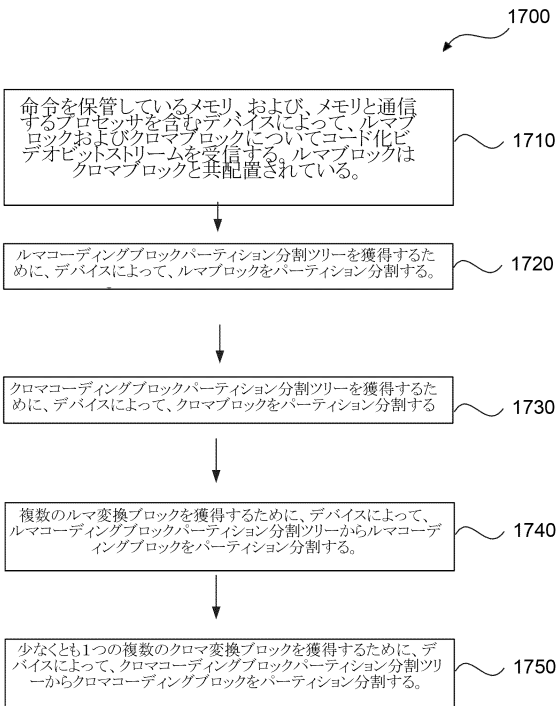 1700
命令を保管しているメモリ、および、メモリと通信
するプロセッサを含むデバイスによって、ルマブ
ロックおよびクロマブロックについてコード化ビ
デオビットストリームを受信する。ルマブロックは
クロマブロックと共配置されている。
1710
ルマコーディングブロックパーティション分割ツリーを獲得するた
めに、デバイスによって、ルマブロックをパーティション分割する。
1720
クロマコーディングブロックパーティション分割ツリーを獲得するた
めに、デバイスによって、クロマブロックをパーティション分割する
1730
複数のルマ変換ブロックを獲得するために、デバイスによって、
ルマコーディングブロックパーティション分割ツリーからルマコーデ
ィングブロックをパーティション分割する。
1740
少なくとも1つの複数のクロマ変換ブロックを獲得するために、デ
バイスによって、クロマコーディングブロックパーティション分割ツリ
ーからクロマコーディングブロックをパーティション分割する。
1750